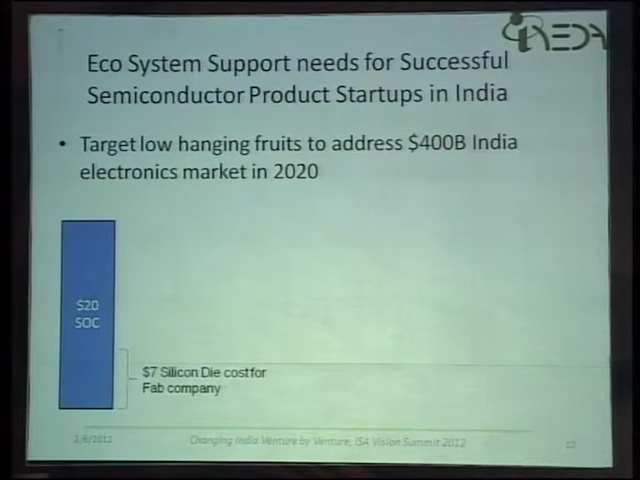 Eco System Support needs for Successful
Semiconductor Product Startups in India
• Target low hanging fruits to address $400B India
electronics market in 2020
$20
SOC
$7 Silicon Die cost for
Fab company
2/6/2012
Changing India Venture by Venture, ISA Vision Summit 2012